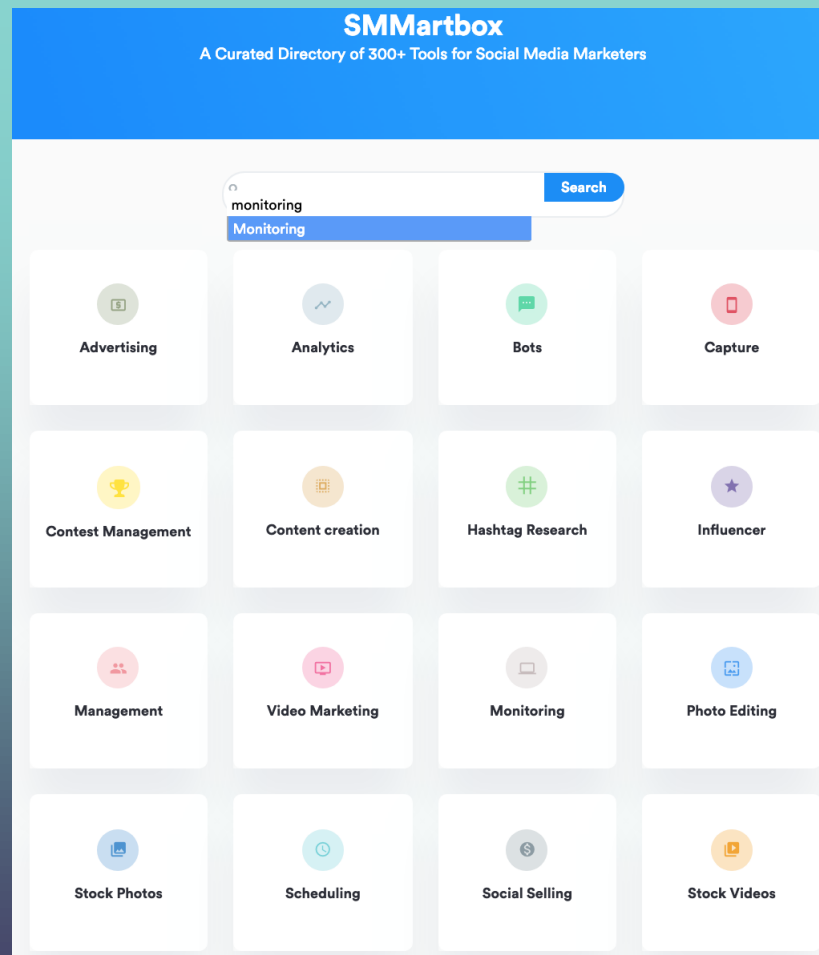 SMMartbox
A Curated Directory of 300+ Tools for Social Media Marketers
Search
monitoring
Monitoring
Advertising
Analytics
Bots
Capture
Contest Management
Content creation
Hashtag Research
Influencer
Management
Video Marketing
Monitoring
Photo Editing
Stock Photos
Scheduling
Social Selling
Stock Videos